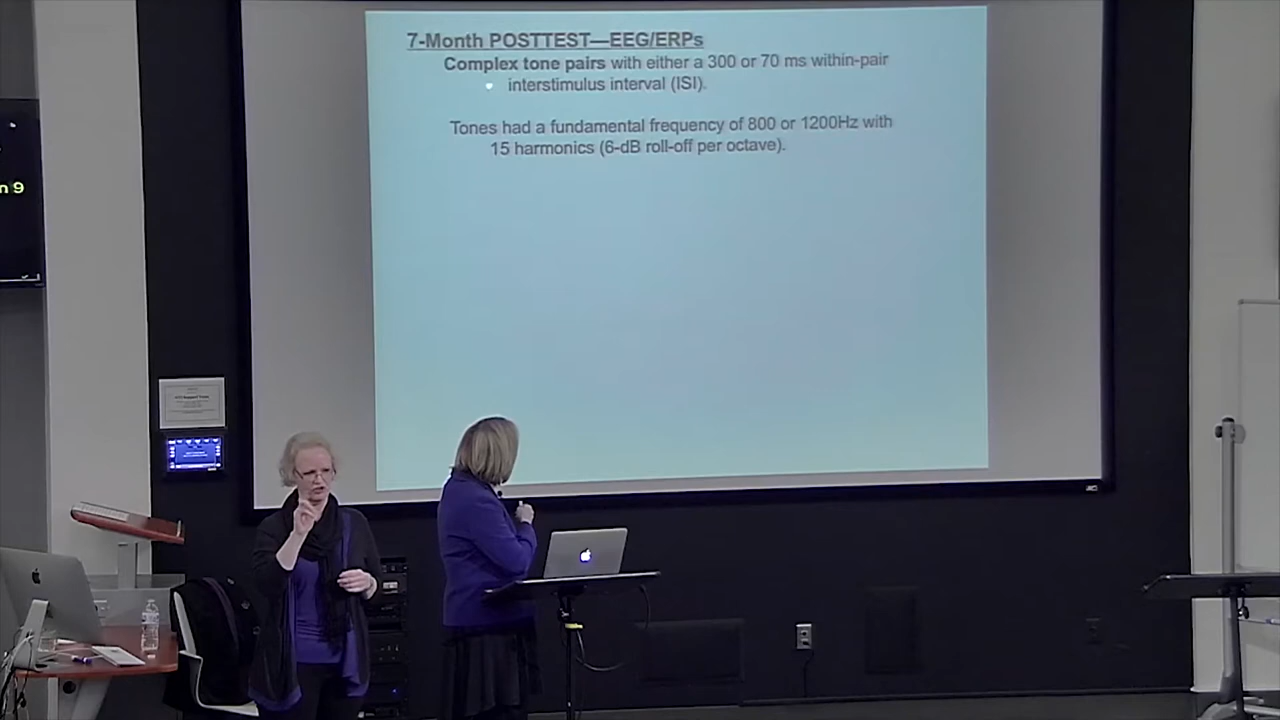 7-Month POSTTEST—EEG/ERPs
Complex tone pairs with either a 300 or 70 ms within-pair
interstimulus interval (ISI).
Tones had a fundamental frequency of 800 or 1200Hz with
15 harmonics (6-dB roll-off per octave).
n 9